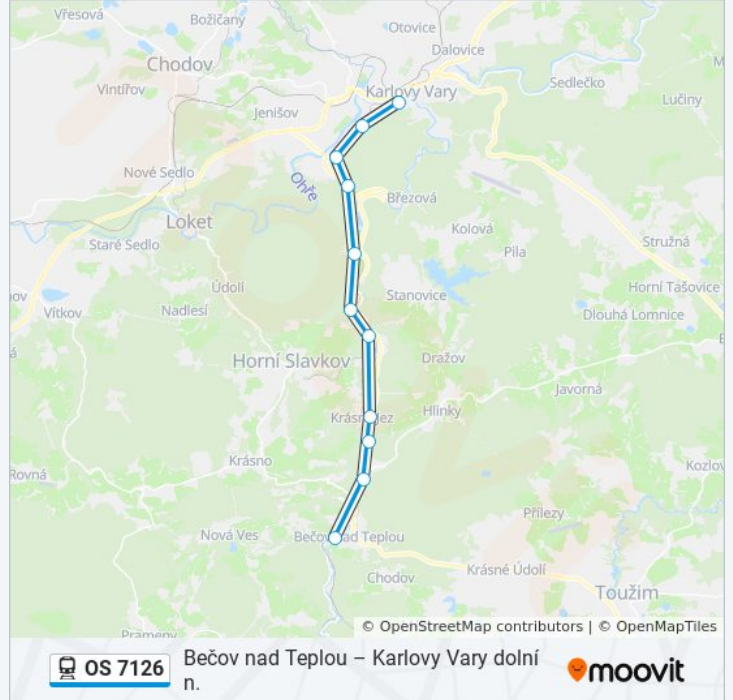 Vřesová
Božičany
Otovice
Dalovice
Chodov
Vintířov
Karlovy Vary
Sedlečko
Lučiny
Jenišov
Nové Sedlo
Ohře
Březová
Loket
Kolová
Staré Sedlo
Pila
Stružná
Údolí
Stanovice
Horní Tašovice
Vítkov
Nadlesí
Dlouhá Lomnice
Horní Slavkov
Dražov
Javorná
Hlinky
Krásno
Rovná
Přílezy
Nová Ves
Bečov nad Teplou
Chodov
Krásné Údolí
Toužim
Prameny
© OpenStreetMap contributors | © OpenMapTiles
OS 7126
Bečov nad Teplou – Karlovy Vary dolní
n.
moovit